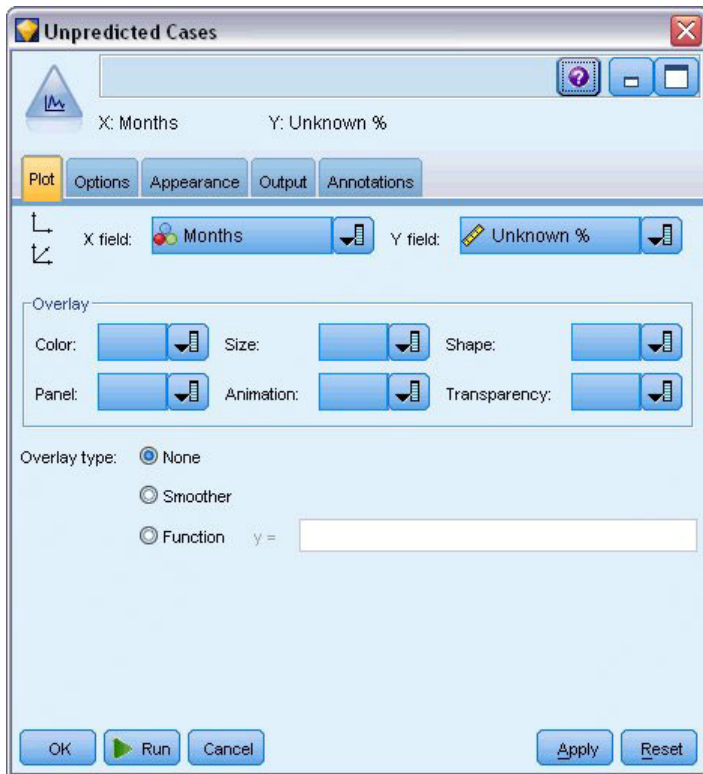 Unpredicted Cases
X: Months Y: Unknown %
Plot Options Appearance Output Annotations
X field: Months Y field: Unknown %
Overlay
Color: Size: Shape:
Panel: Animation: Transparency:
Overlay type: None
Smoother
Function y =
OK Run Cancel Apply Reset